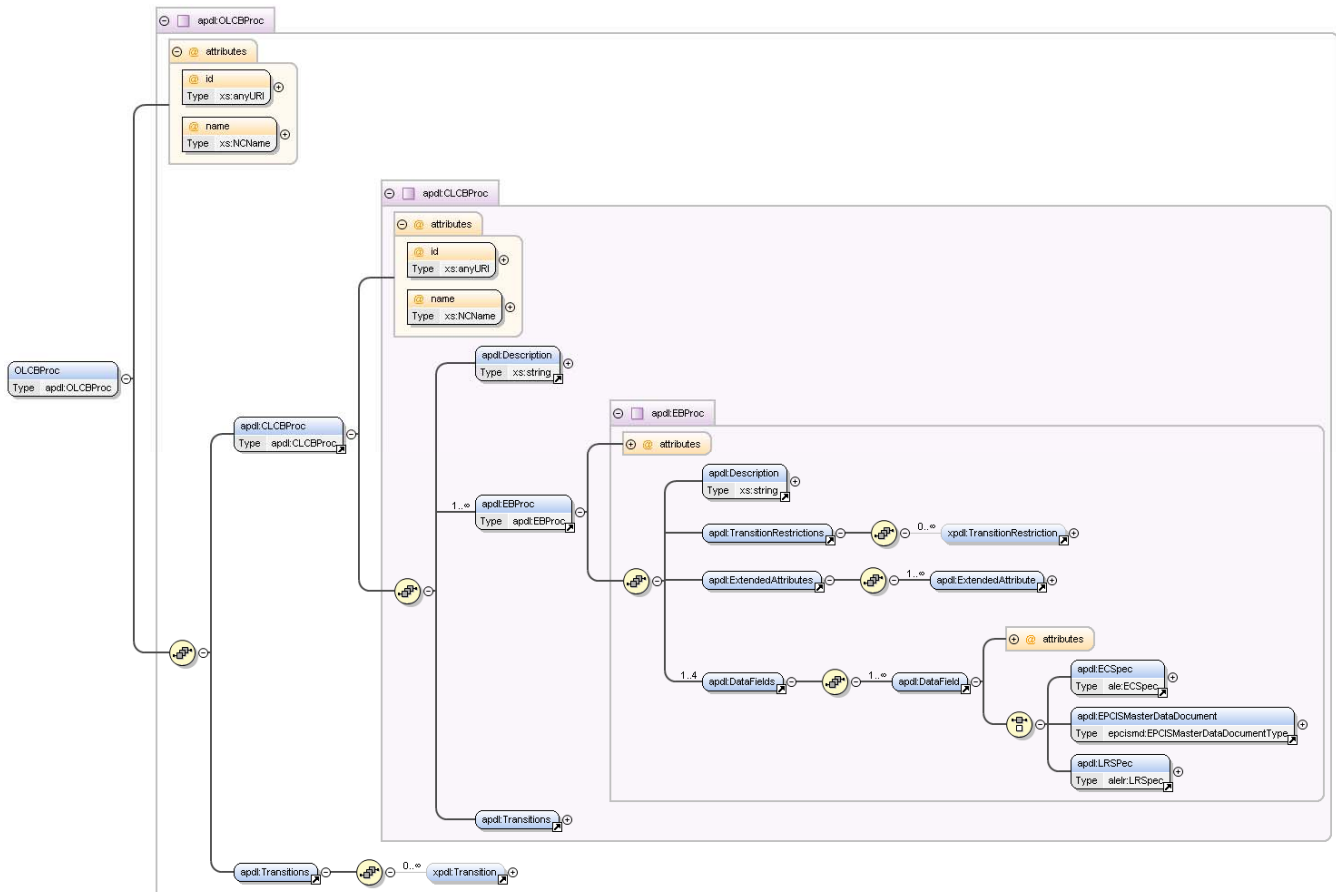 apdl:OLCBProc
@ attributes
@ id
Type xs:anyURI
@ name
Type xs:NCName
apdl:CLCBProc
@ attributes
@ id
Type xs:anyURI
@ name
Type xs:NCName
apdl:Description
Type xs:string
OLCBProc
Type apdl:OLCBProc
apdl:CLCBProc
Type apdl:CLCBProc
apdl:EBProc
@ attributes
apdl:Description
Type xs:string
1..∞
apdl:EBProc
Type apdl:EBProc
apdl:TransitionRestrictions
0..∞
xpdl:TransitionRestriction
apdl:ExtendedAttributes
1..∞
apdl:ExtendedAttribute
@ attributes
1..4
apdl:DataFields
1..∞
apdl:DataField
apdl:ECSpec
Type ale:ECSpec
apdl:EPCISMasterDataDocument
Type epcismd:EPCISMasterDataDocumentType
apdl:LRSPec
Type alelr:LRSpec
apdl:Transitions
apdl:Transitions
0..∞
xpdl:Transition